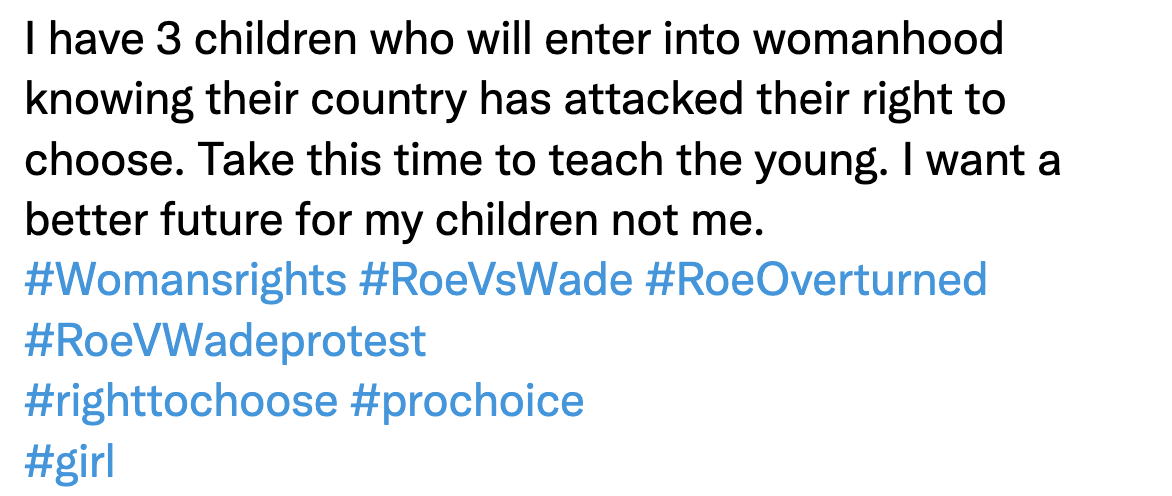 I have 3 children who will enter into womanhood
knowing their country has attacked their right to
choose. Take this time to teach the young. I want a
better future for my children not me.
#Womansrights #RoeVsWade #RoeOverturned
#RoeVWadeprotest
#righttochoose #prochoice
#girl